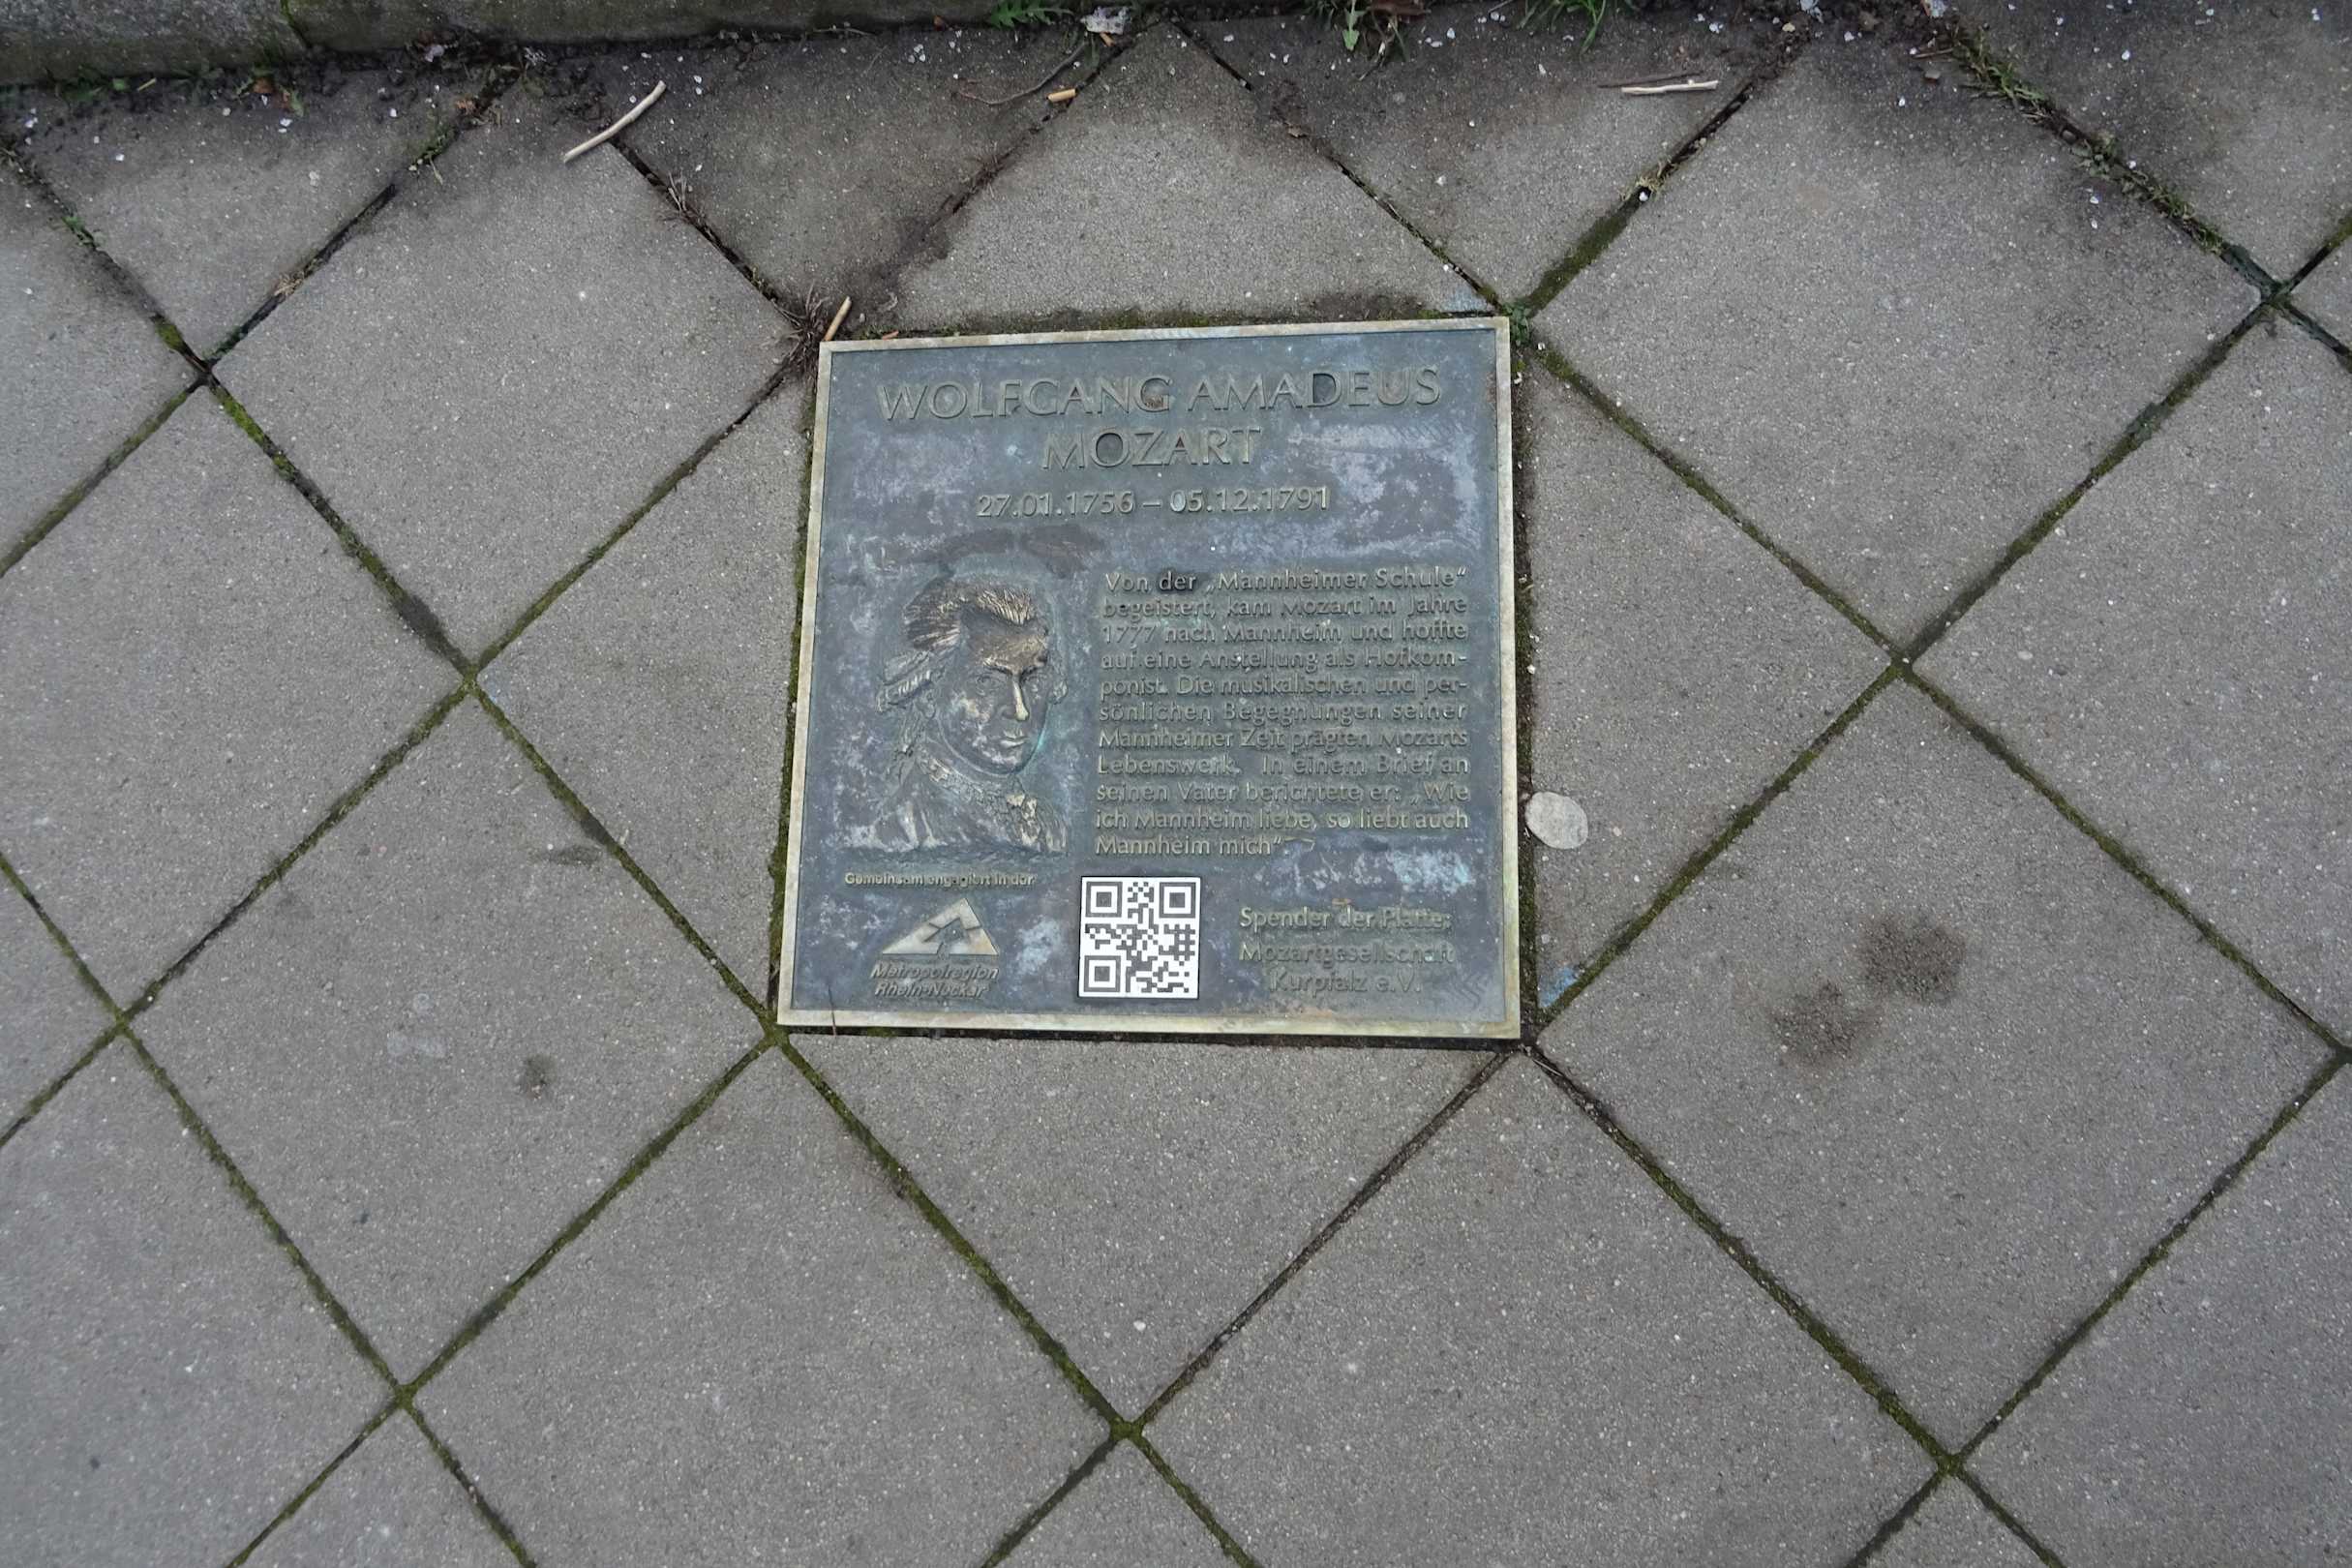 WOLFGANG AMADEUS
MOZART
27.01.1756 – 05.12.1791
Von der „Mannheimer Schule“
begeistert, kam Mozart im Jahre
1777 nach Mannheim und hoffte
auf eine Anstellung als Hofkom-
ponist. Die musikalischen und per-
sönlichen Begegnungen seiner
Mannheimer Zeit prägten Mozarts
Lebenswerk. In einem Brief an
seinen Vater berichtete er: „Wie
ich Mannheim liebe, so liebt auch
Mannheim mich“
Gemeinsam engagiert in der
Metropolregion
Rhein-Neckar
Spender der Platte:
Mozartgesellschaft
Kurpfalz e.V.